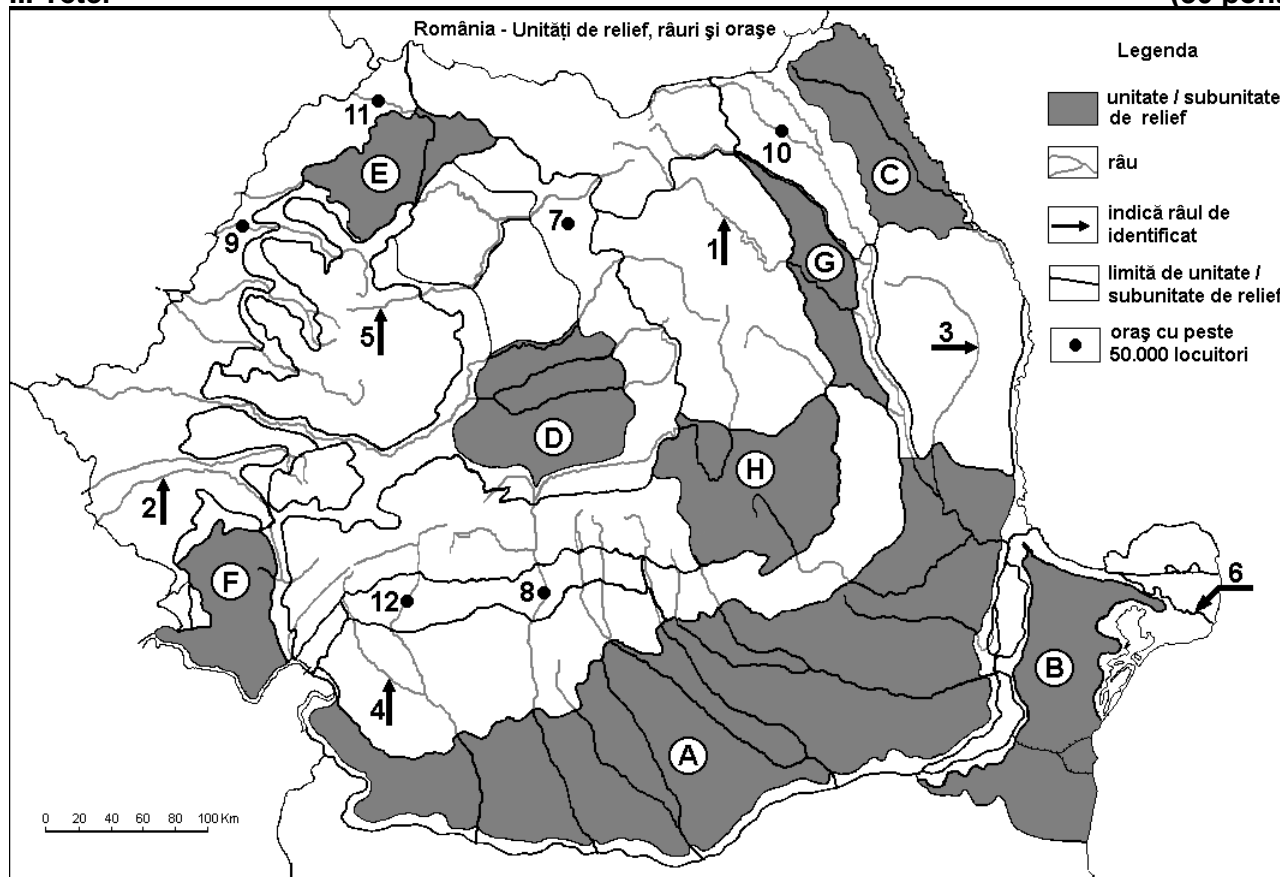 România - Unităţi de relief, râuri şi oraşe
Legenda
unitate / subunitate
de relief
râu
indică râul de
identificat
limită de unitate /
subunitate de relief
oraş cu peste
50.000 locuitori
11
E
10
C
9
7
1
G
5
3
D
H
2
F
12
8
6
B
4
A
0 20 40 60 80 100 Km